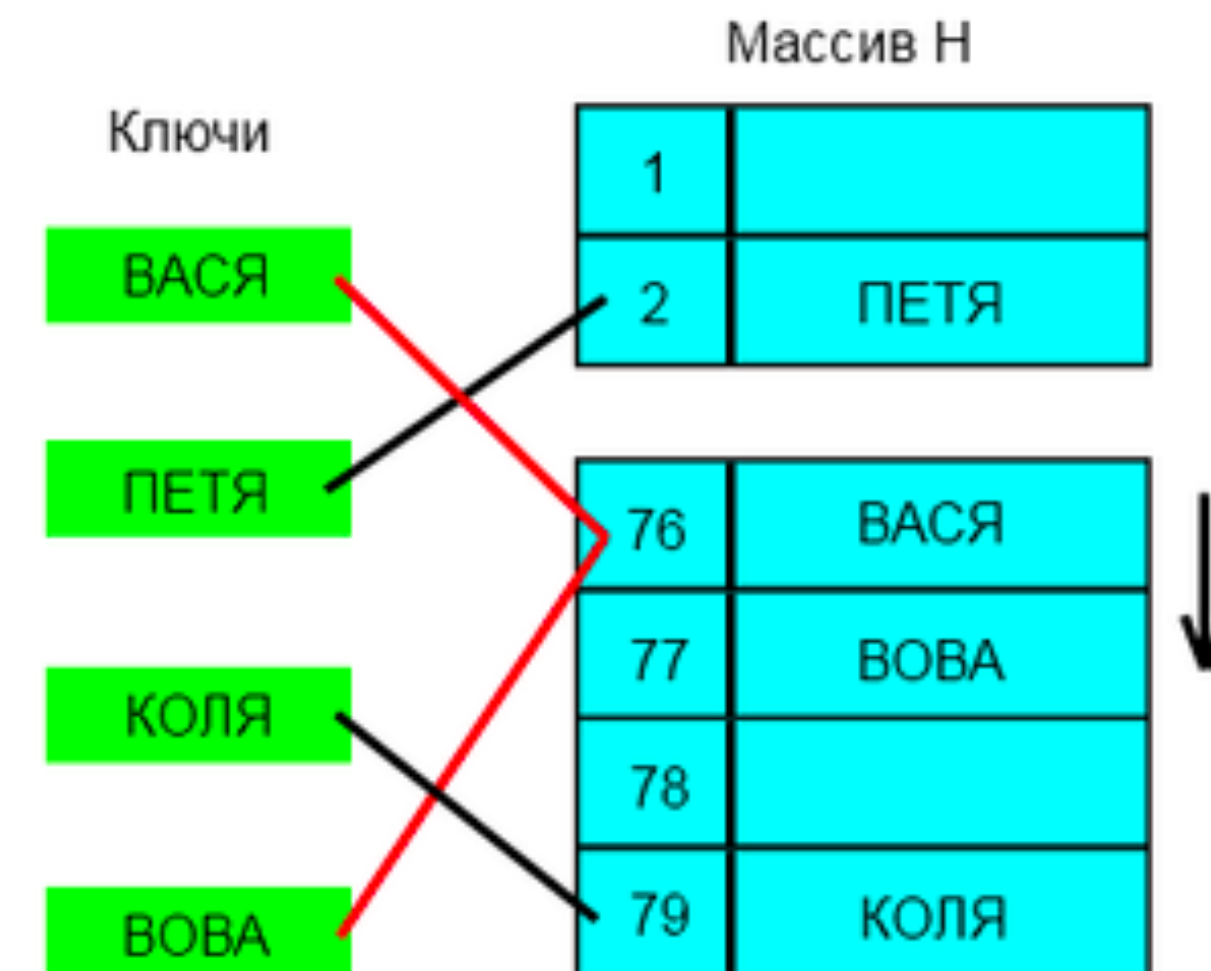 Массив Н
Ключи
1
ВАСЯ
2 ПЕТЯ
ПЕТЯ
76 ВАСЯ
77 ВОВА
КОЛЯ
78
79 КОЛЯ
ВОВА